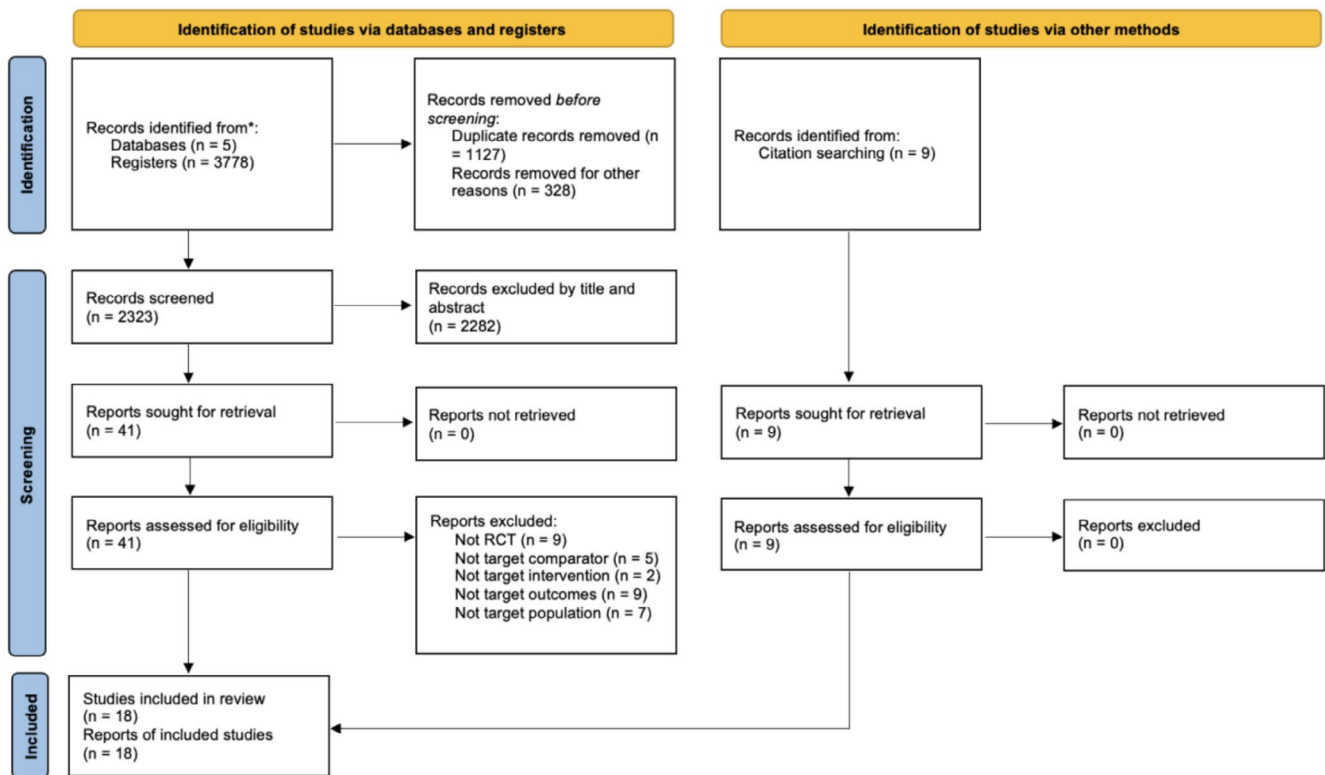 Identification of studies via databases and registers
Identification of studies via other methods
Identification
Records identified from*:
Databases (n = 5)
Registers (n = 3778)
Records removed before
screening:
Duplicate records removed (n
= 1127)
Records removed for other
reasons (n = 328)
Records identified from:
Citation searching (n = 9)
Screening
Records screened
(n = 2323)
Records excluded by title and
abstract
(n = 2282)
Reports sought for retrieval
(n = 41)
Reports not retrieved
(n = 0)
Reports sought for retrieval
(n = 9)
Reports not retrieved
(n = 0)
Reports assessed for eligibility
(n = 41)
Reports excluded:
Not RCT (n = 9)
Not target comparator (n = 5)
Not target intervention (n = 2)
Not target outcomes (n = 9)
Not target population (n = 7)
Reports assessed for eligibility
(n = 9)
Reports excluded
(n = 0)
Included
Studies included in review
(n = 18)
Reports of included studies
(n = 18)